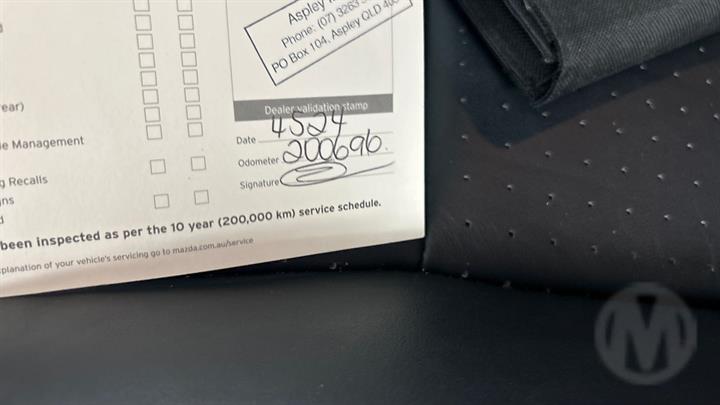 Aspley
Phone: (07) 3263
PO Box 104, Aspley QLD 40
ear)
Dealer validation stamp
e Management
Date 4524
Odometer 200696.
g Recalls
Signature
ns
been inspected as per the 10 year (200,000 km) service schedule.
planation of your vehicle's servicing go to mazda.com.au/service
M